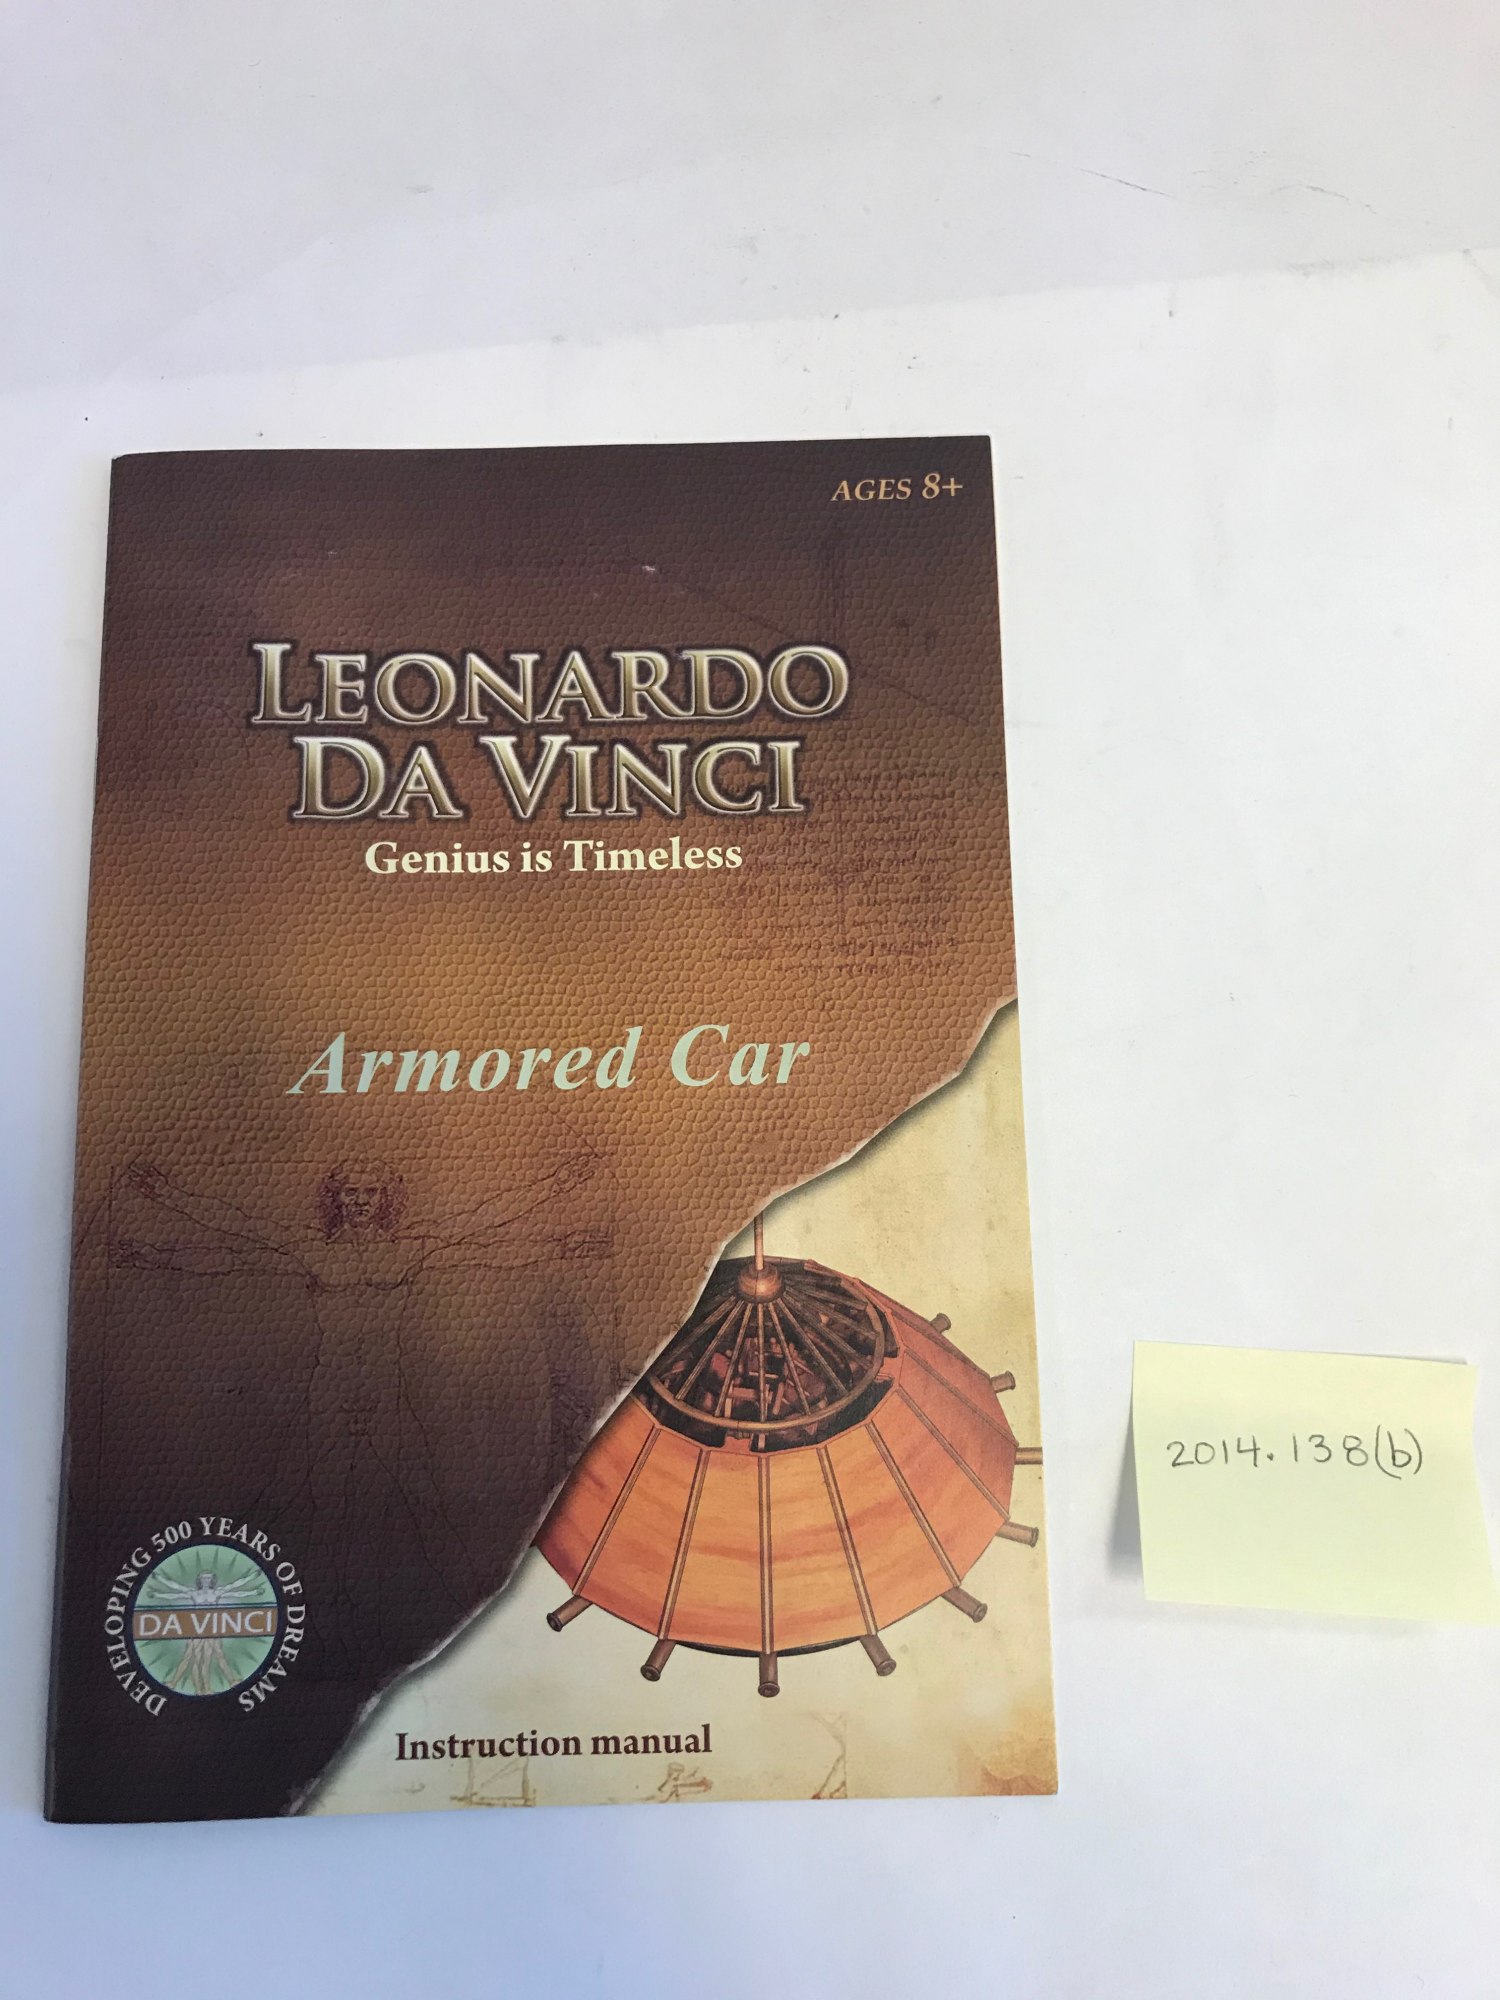 AGES 8+
LEONARDO
DA VINCI
Genius is Timeless
Armored Car
2014.138(b)
DEVELOPING 500 YEARS OF DREAMS
DA VINCI
Instruction manual